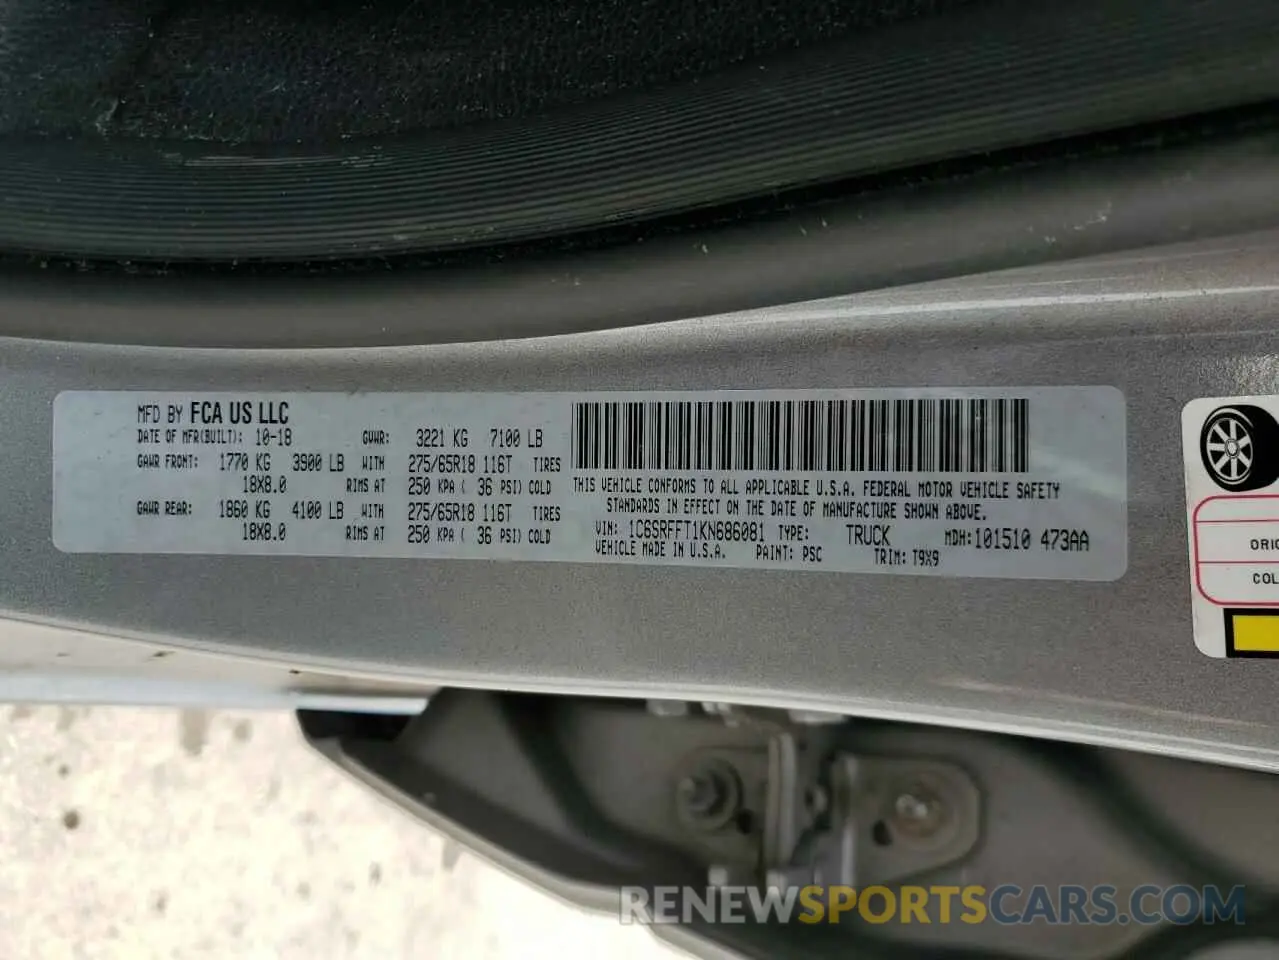 MFD BY FCA US LLC
DATE OF MFR(BUILT): 10-18 GVWR: 3221 KG 7100 LB
GAWR FRONT: 1770 KG 3900 LB WITH 275/65R18 116T TIRES
18X8.0 RIMS AT 250 KPA ( 36 PSI) COLD
GAWR REAR: 1860 KG 4100 LB WITH 275/65R18 116T TIRES
18X8.0 RIMS AT 250 KPA ( 36 PSI) COLD
THIS VEHICLE CONFORMS TO ALL APPLICABLE U.S.A. FEDERAL MOTOR VEHICLE SAFETY
STANDARDS IN EFFECT ON THE DATE OF MANUFACTURE SHOWN ABOVE.
VIN: 1C6SRFFT1KN686081 TYPE: TRUCK MDH:101510 473AA
VEHICLE MADE IN U.S.A. PAINT: PSC TRIM: T9X9
ORIG
COL
RENEWSPORTSCARS.COM